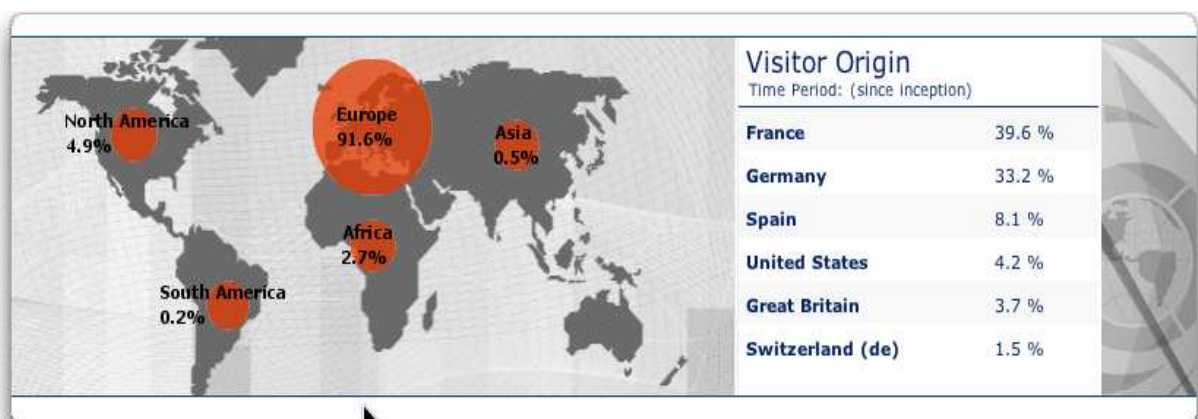 North America
4.9%
Europe
91.6%
Asia
0.5%
Africa
2.7%
South America
0.2%
Visitor Origin
Time Period: (since inception)
France 39.6 %
Germany 33.2 %
Spain 8.1 %
United States 4.2 %
Great Britain 3.7 %
Switzerland (de) 1.5 %